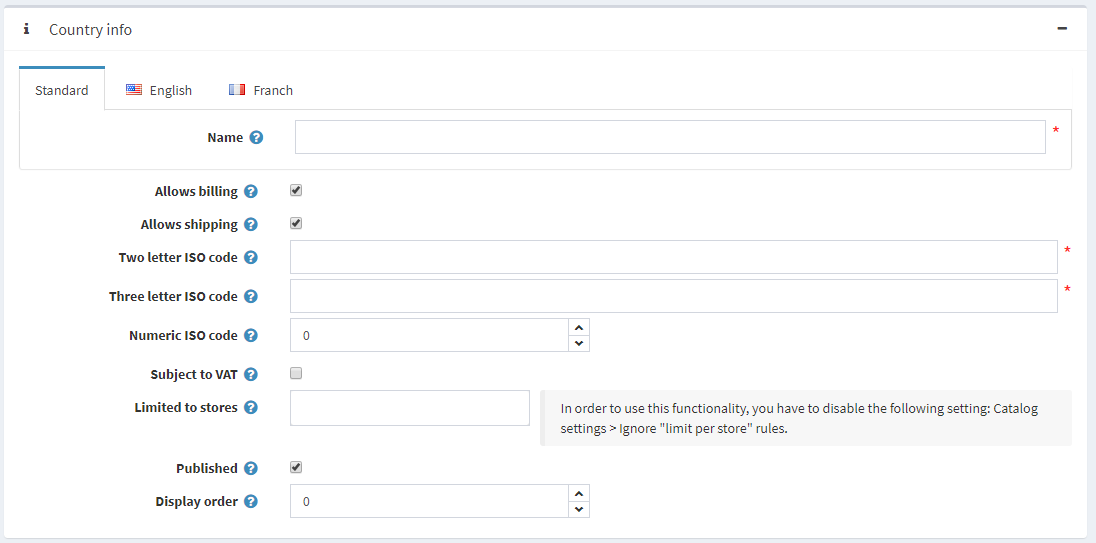 Country info
Standard English Franch
Name *
Allows billing
Allows shipping
Two letter ISO code *
Three letter ISO code *
Numeric ISO code 0
Subject to VAT
Limited to stores
In order to use this functionality, you have to disable the following setting: Catalog
settings > Ignore "limit per store" rules.
Published
Display order 0